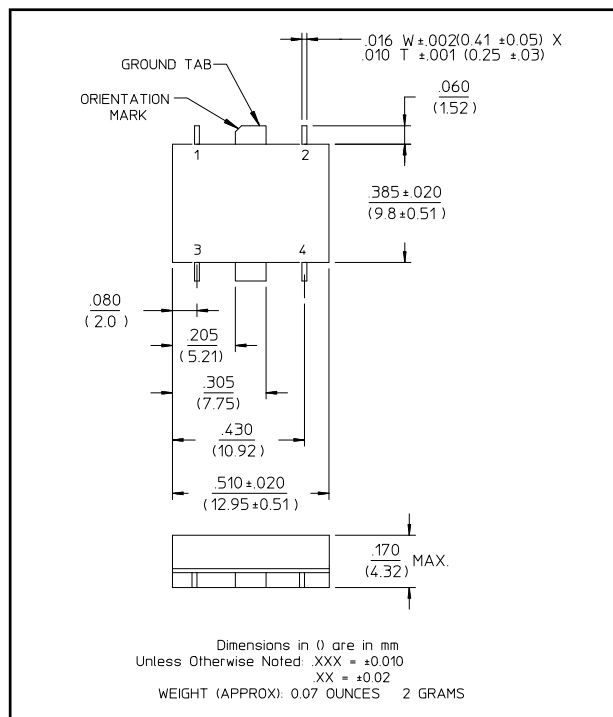 .016 W ±.002(0.41 ±0.05) X
.010 T ±.001 (0.25 ±.03)
GROUND TAB
.060
(1.52)
ORIENTATION
MARK
1
2
.385±.020
(9.8±0.51)
3
4
.080
( 2.0 )
.205
(5.21)
.305
(7.75)
.430
(10.92)
.510±.020
(12.95±0.51)
.170
(4.32)
MAX.
Dimensions in () are in mm
Unless Otherwise Noted: .XXX = ±0.010
.XX = ±0.02
WEIGHT (APPROX): 0.07 OUNCES 2 GRAMS